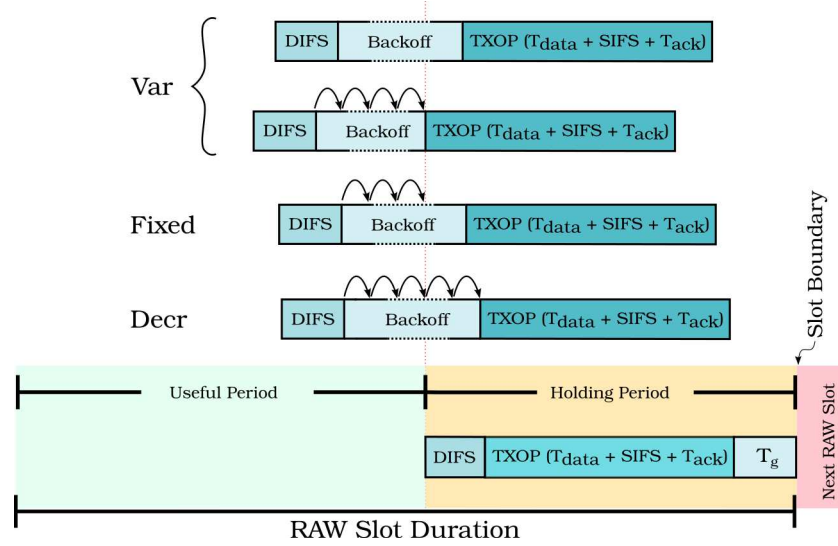 DIFS Backoff TXOP (Tdata + SIFS + Tack)
Var
DIFS Backoff TXOP (Tdata + SIFS + Tack)
Fixed
DIFS Backoff TXOP (Tdata + SIFS + Tack)
Decr
DIFS Backoff TXOP (Tdata + SIFS + Tack)
Slot Boundary
Useful Period
Holding Period
DIFS TXOP (Tdata + SIFS + Tack) Tg
Next RAW Slot
RAW Slot Duration